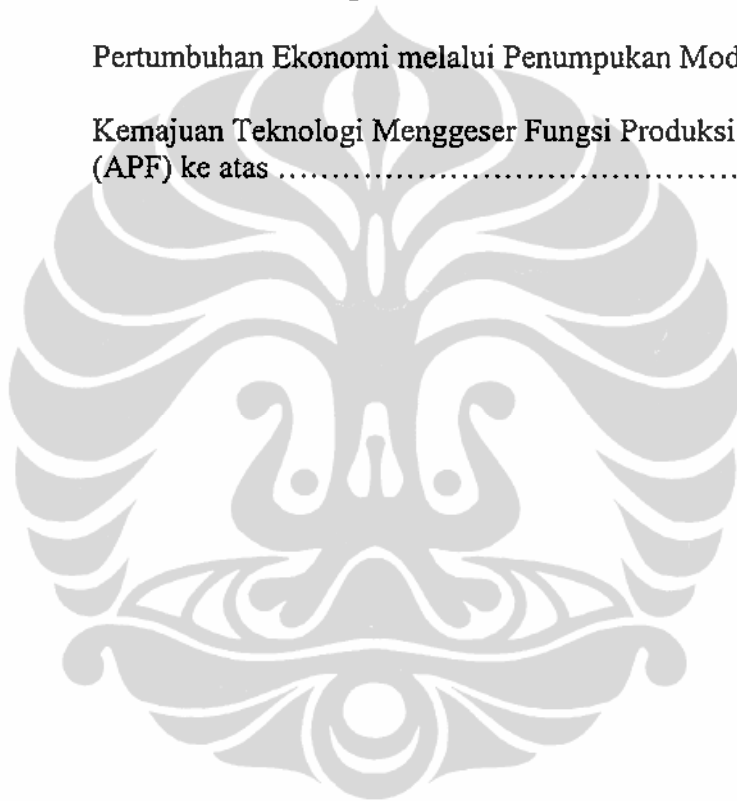 Pertumbuhan Ekonomi melalui Penumpukan Mod
Kemajuan Teknologi Menggeser Fungsi Produksi
(APF) ke atas ............................................